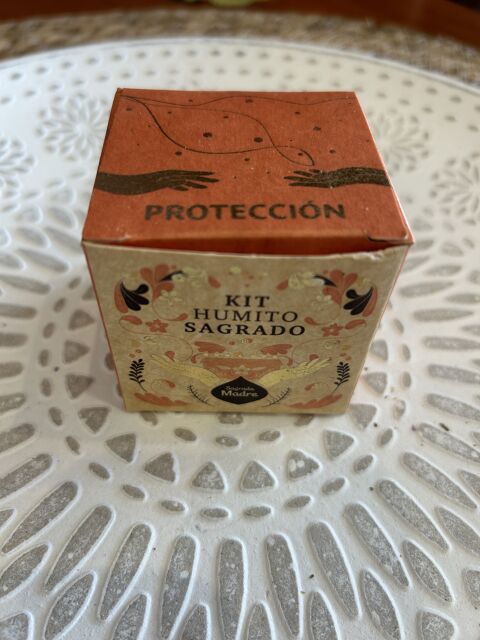 PROTECCIÓN
KIT
HUMITO
SAGRADO
Sagrada
Madre